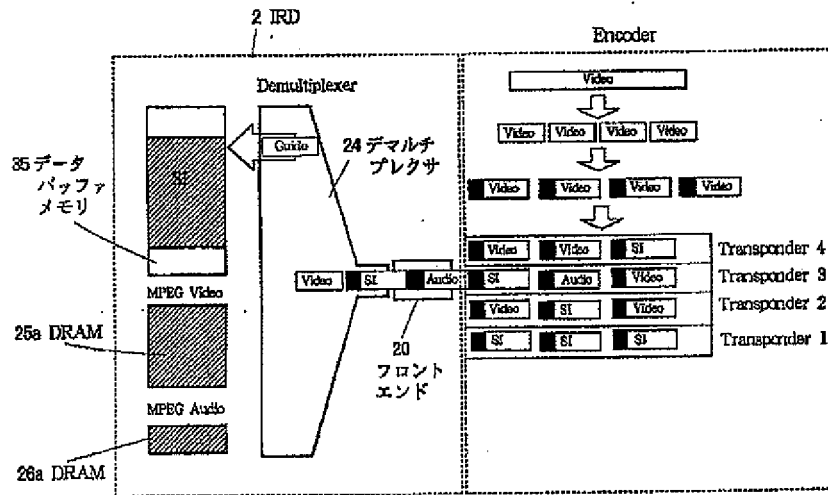 2 IRD
Encoder
Video
Demultiplexer
Video Video Video Video
Guide
24 デマルチ
プレクサ
35 データ
バッファ
メモリ
SI
Video Video Video Video
Video Video SI Transponder 4
Video SI Audio SI Audio Video Transponder 3
MPEG Video
Video SI Video Transponder 2
25a DRAM
20
フロント
エンド
SI SI SI Transponder 1
MPEG Audio
26a DRAM